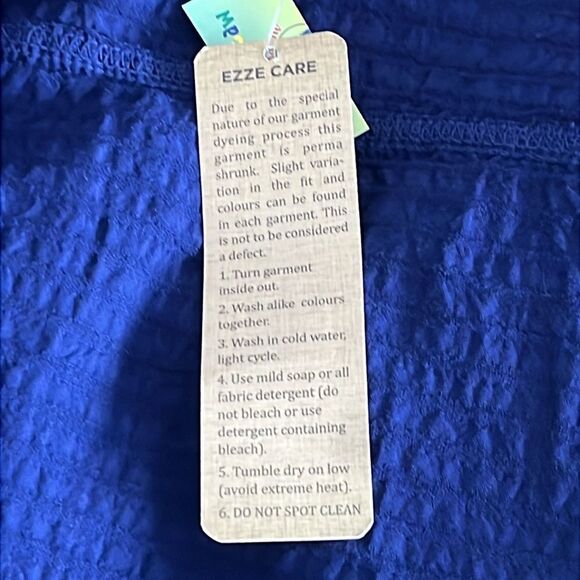 EZZE CARE
Due to the special
nature of our garment
dyeing process this
garment is perma
shrunk. Slight varia-
tion in the fit and
colours can be found
in each garment. This
is not to be considered
a defect.
1. Turn garment
inside out.
2. Wash alike colours
together.
3. Wash in cold water,
light cycle.
4. Use mild soap or all
fabric detergent (do
not bleach or use
detergent containing
bleach).
5. Tumble dry on low
(avoid extreme heat).
6. DO NOT SPOT CLEAN